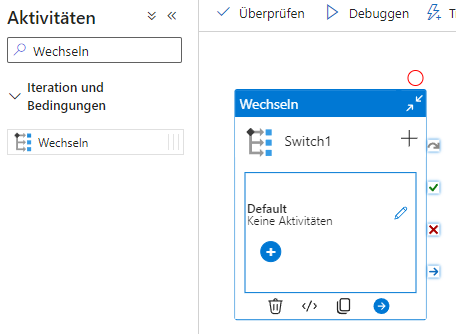 Aktivitäten
Wechseln
Iteration und
Bedingungen
Wechseln
Überprüfen
Debuggen
Wechseln
Switch1
Default
Keine Aktivitäten